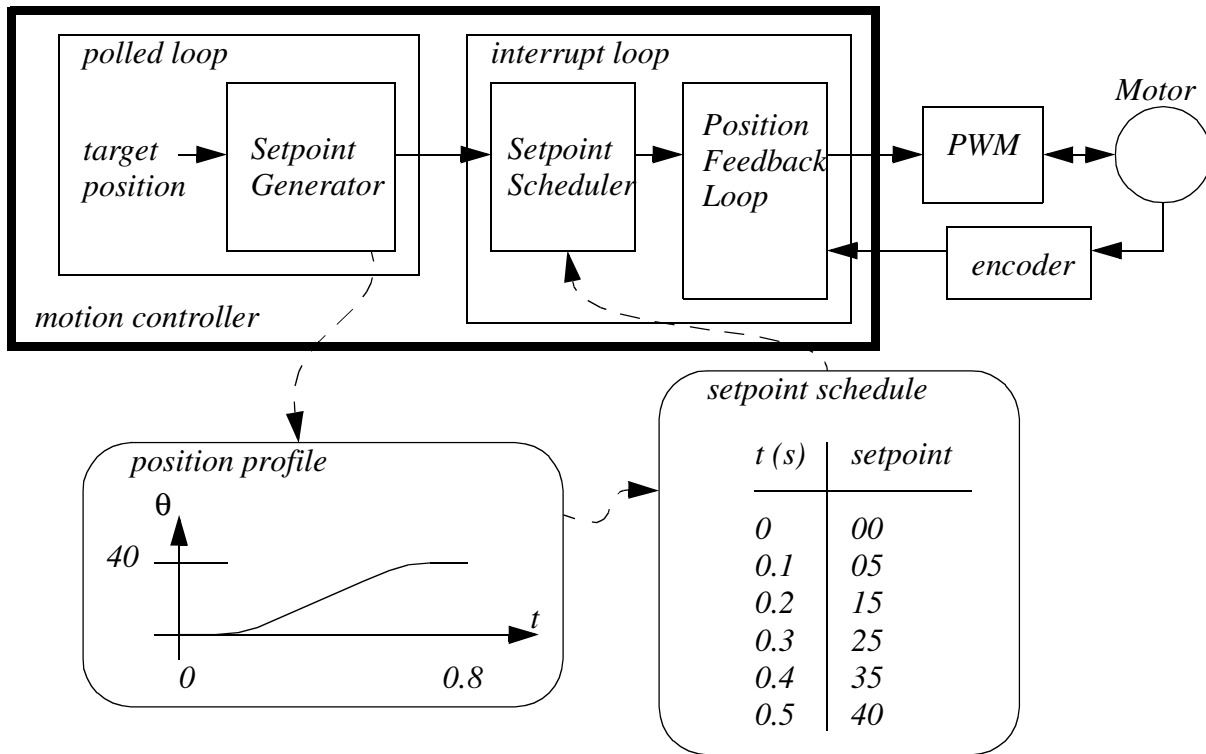 polled loop
target
position
Setpoint
Generator
motion controller
interrupt loop
Setpoint
Scheduler
Position
Feedback
Loop
PWM
Motor
encoder
position profile
θ
40
t
0
0.8
setpoint schedule
t (s) setpoint
0 00
0.1 05
0.2 15
0.3 25
0.4 35
0.5 40